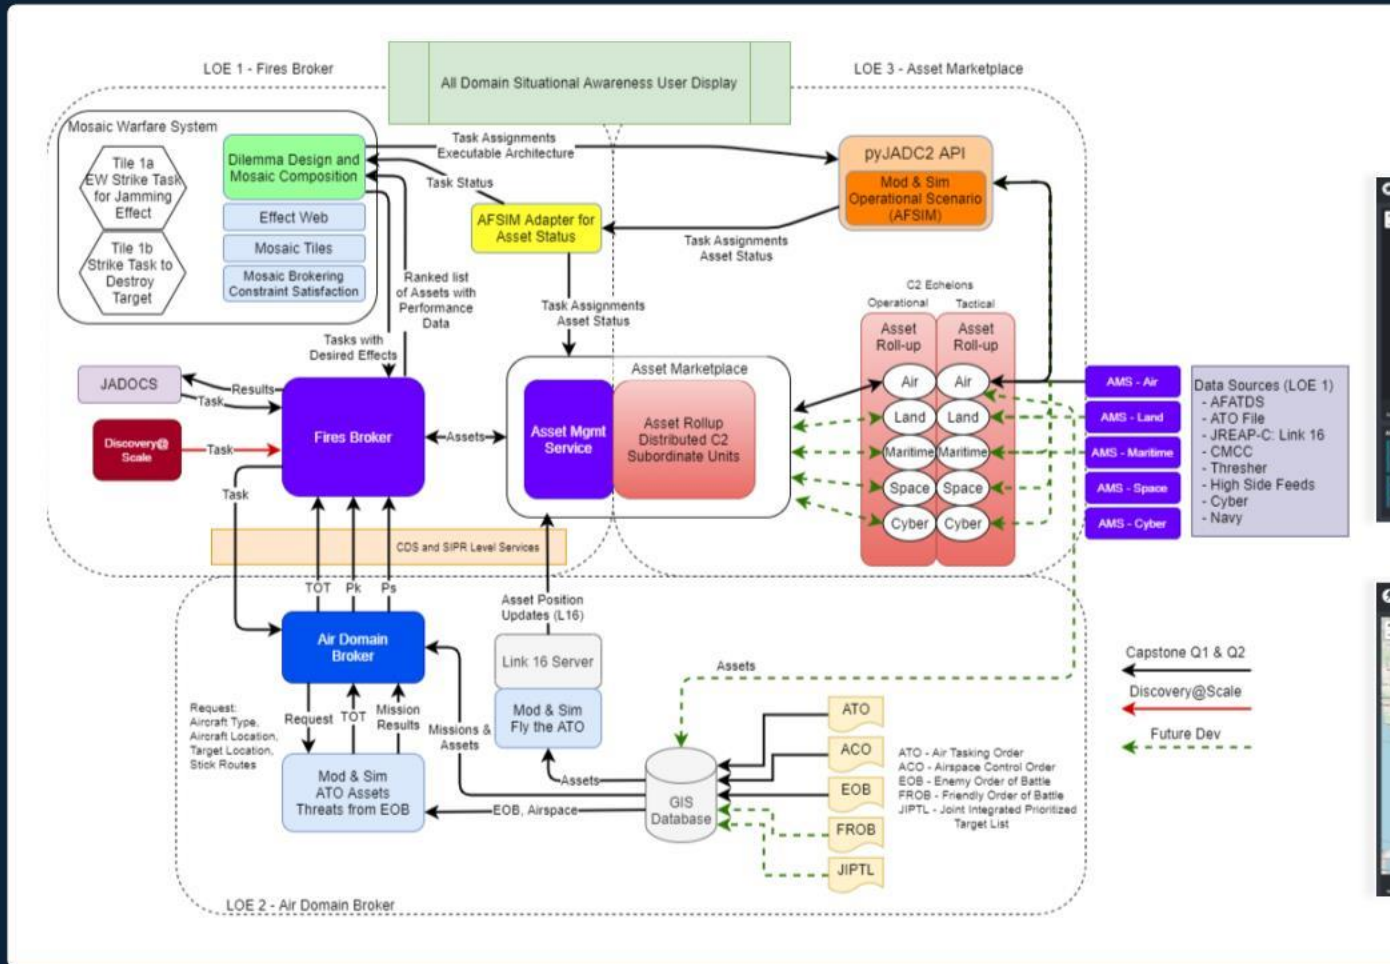 LOE 1 - Fires Broker
All Domain Situational Awareness User Display
LOE 3 - Asset Marketplace
Mosaic Warfare System
Tile 1a
EW Strike Task
for Jamming
Effect
Tile 1b
Strike Task to
Destroy
Target
Dilemma Design and
Mosaic Composition
Effect Web
Mosaic Tiles
Mosaic Brokering
Constraint Satisfaction
Task Assignments
Executable Architecture
Task Status
AFSIM Adapter for
Asset Status
pyJADC2 API
Mod & Sim
Operational Scenario
(AFSIM)
Task Assignments
Asset Status
Ranked list
of Assets with
Performance
Data
Task Assignments
Asset Status
Tasks with
Desired Effects
C2 Echelons
Operational
Tactical
Asset
Roll-up
Asset
Roll-up
Air
Air
Land
Land
Maritime
Maritime
Space
Space
Cyber
Cyber
JADOCS
Results
Task
Discovery@
Scale
Task
Fires Broker
Assets
Asset Marketplace
Asset Mgmt
Service
Asset Rollup
Distributed C2
Subordinate Units
AMS - Air
AMS - Land
AMS - Maritime
AMS - Space
AMS - Cyber
Data Sources (LOE 1)
- AFATDS
- ATO File
- JREAP-C: Link 16
- CMCC
- Thresher
- High Side Feeds
- Cyber
- Navy
Task
CDS and SIPR Level Services
TOT
Pk
Ps
Asset Position
Updates (L16)
Air Domain
Broker
Link 16 Server
Mod & Sim
Fly the ATO
Request:
Aircraft Type,
Aircraft Location,
Target Location,
Stick Routes
Request
TOT
Mission
Results
Missions &
Assets
Mod & Sim
ATO Assets
Threats from EOB
Assets
EOB, Airspace
Assets
GIS
Database
ATO
ACO
EOB
FROB
JIPTL
ATO - Air Tasking Order
ACO - Airspace Control Order
EOB - Enemy Order of Battle
FROB - Friendly Order of Battle
JIPTL - Joint Integrated Prioritized
Target List
Capstone Q1 & Q2
Discovery@Scale
Future Dev
LOE 2 - Air Domain Broker